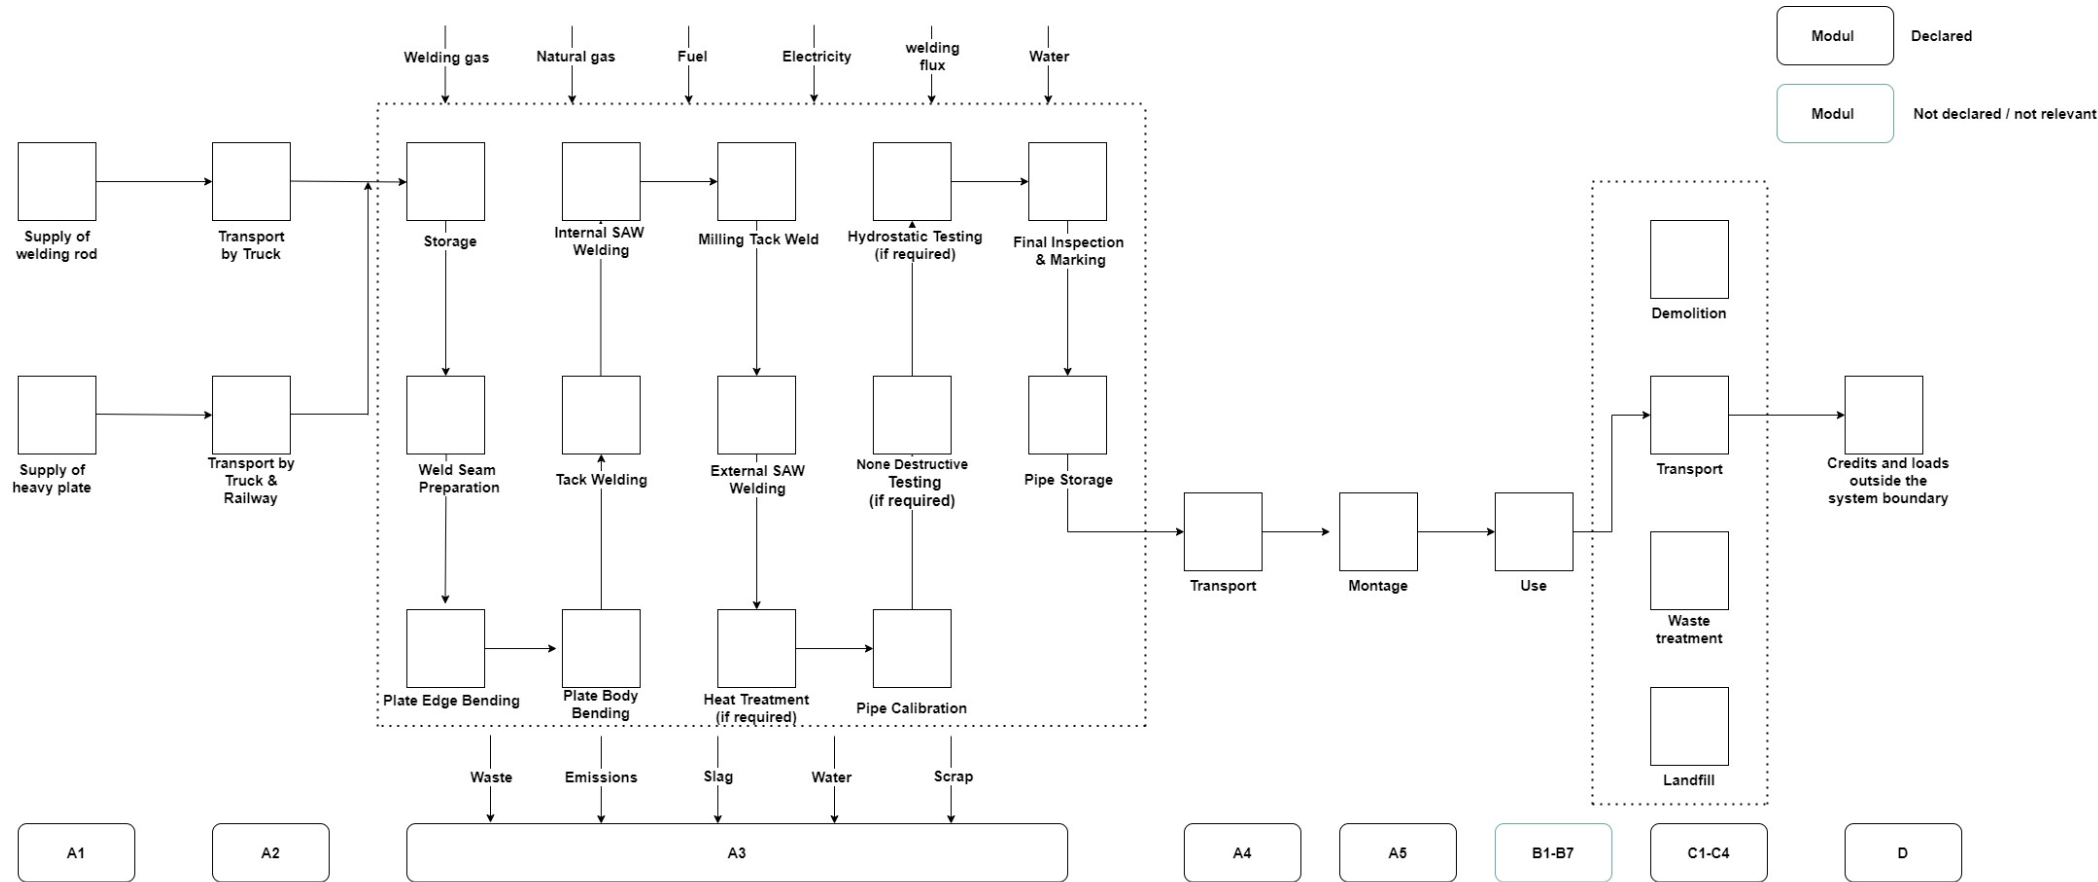 Welding gas
Natural gas
Fuel
Electricity
welding
flux
Water
Modul
Declared
Modul
Not declared / not relevant
Supply of
welding rod
Transport
by Truck
Storage
Internal SAW
Welding
Milling Tack Weld
Hydrostatic Testing
(if required)
Final Inspection
& Marking
Demolition
Supply of
heavy plate
Transport by
Truck &
Railway
Weld Seam
Preparation
Tack Welding
External SAW
Welding
None Destructive
Testing
(if required)
Pipe Storage
Transport
Credits and loads
outside the
system boundary
Transport
Montage
Use
Waste
treatment
Plate Edge Bending
Plate Body
Bending
Heat Treatment
(if required)
Pipe Calibration
Landfill
Waste
Emissions
Slag
Water
Scrap
A1
A2
A3
A4
A5
B1-B7
C1-C4
D